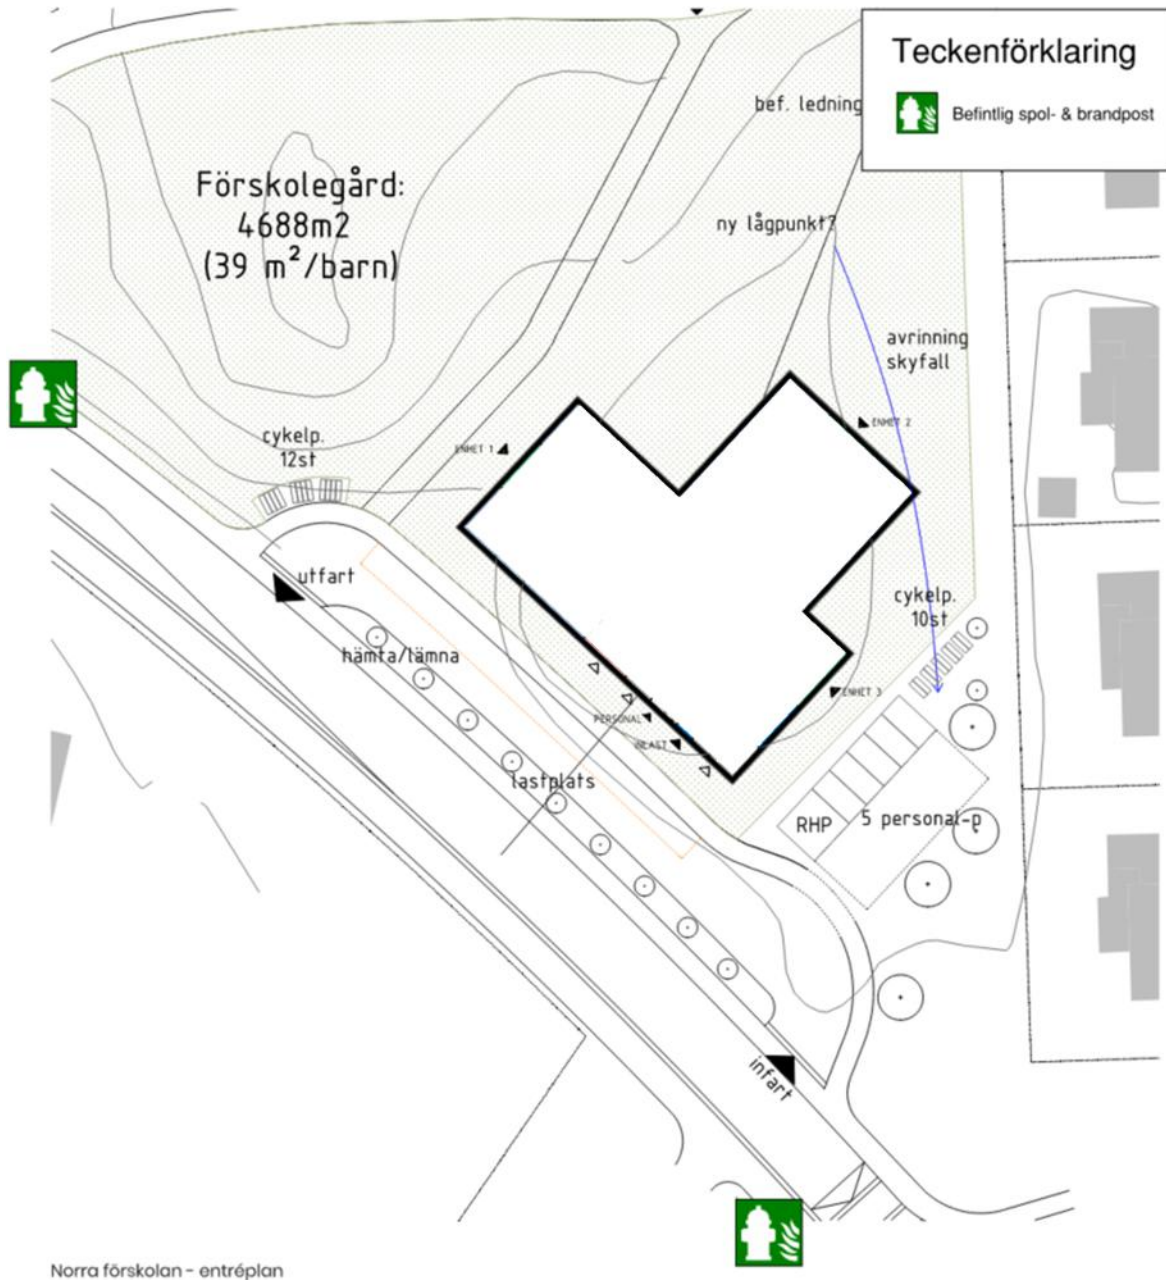 Teckenförklaring
Befintlig spol- & brandpost
bef. ledning
Förskolegård:
4688m2
(39 m²/barn)
ny lågpunkt?
avrinning
skyfall
ENHET 2
ENHET 1
cykelp.
12st
utfart
hämta/lämna
cykelp.
10st
ENHET 3
PERSONAL
INLAST
lastplats
RHP
5 personal-p
infart
Norra förskolan - entréplan